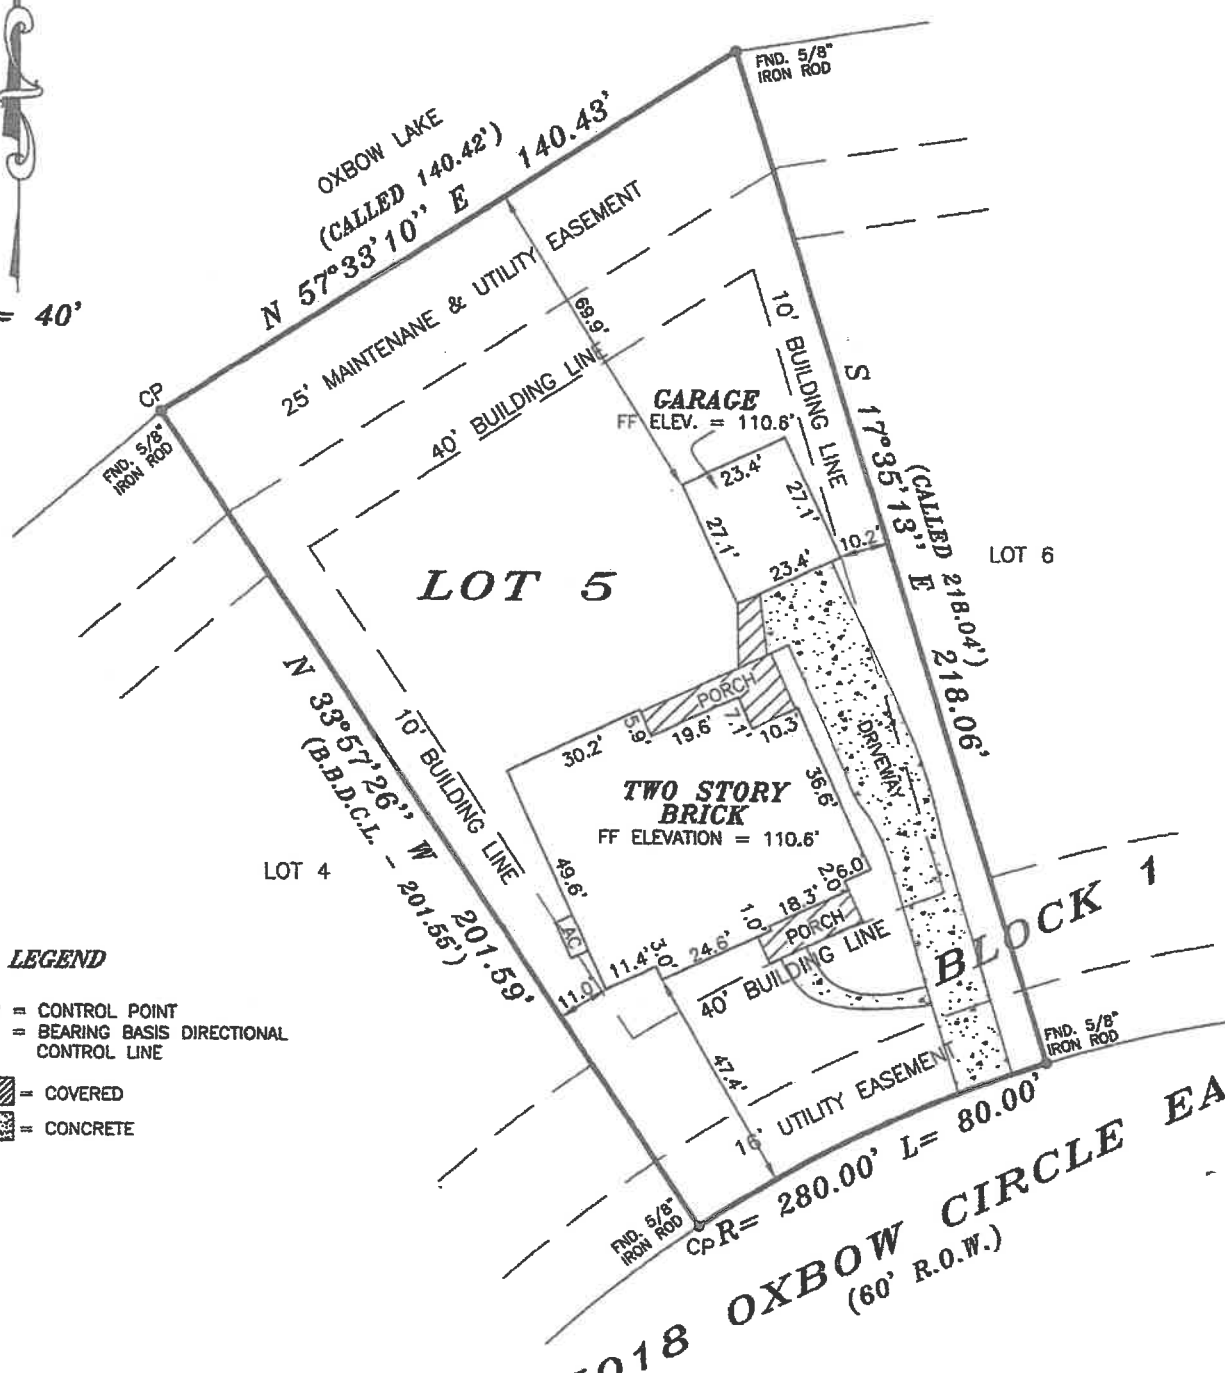 = 40'
FND. 5/8"
IRON ROD
OXBOW LAKE
(CALLED 140.42')
N 57°33'10" E 140.43'
25' MAINTENANE & UTILITY EASEMENT
40' BUILDING LINE
69.9'
10' BUILDING LINE
CP
FND. 5/8"
IRON ROD
GARAGE
FF ELEV. = 110.6'
23.4'
27.1'
27.1'
23.4'
10.2'
S 17°35'13" E 218.06'
(CALLED 218.04')
LOT 6
LOT 5
N 33°57'26" W 201.59'
(B.B.D.C.L. - 201.55')
10' BUILDING LINE
LOT 4
PORCH
5.9'
19.6'
7.1'
10.3'
30.2'
DRIVEWAY
36.6'
TWO STORY
BRICK
FF ELEVATION = 110.6'
49.6'
AC
11.0'
11.4'
3.0'
24.6'
1.0'
18.3'
2.0'
6.0
PORCH
40' BUILDING LINE
47.4'
BLOCK 1
16' UTILITY EASEMENT
FND. 5/8"
IRON ROD
LEGEND
= CONTROL POINT
= BEARING BASIS DIRECTIONAL
CONTROL LINE
= COVERED
= CONCRETE
FND. 5/8"
IRON ROD
CP
R= 280.00' L= 80.00'
018 OXBOW CIRCLE EA
(60' R.O.W.)